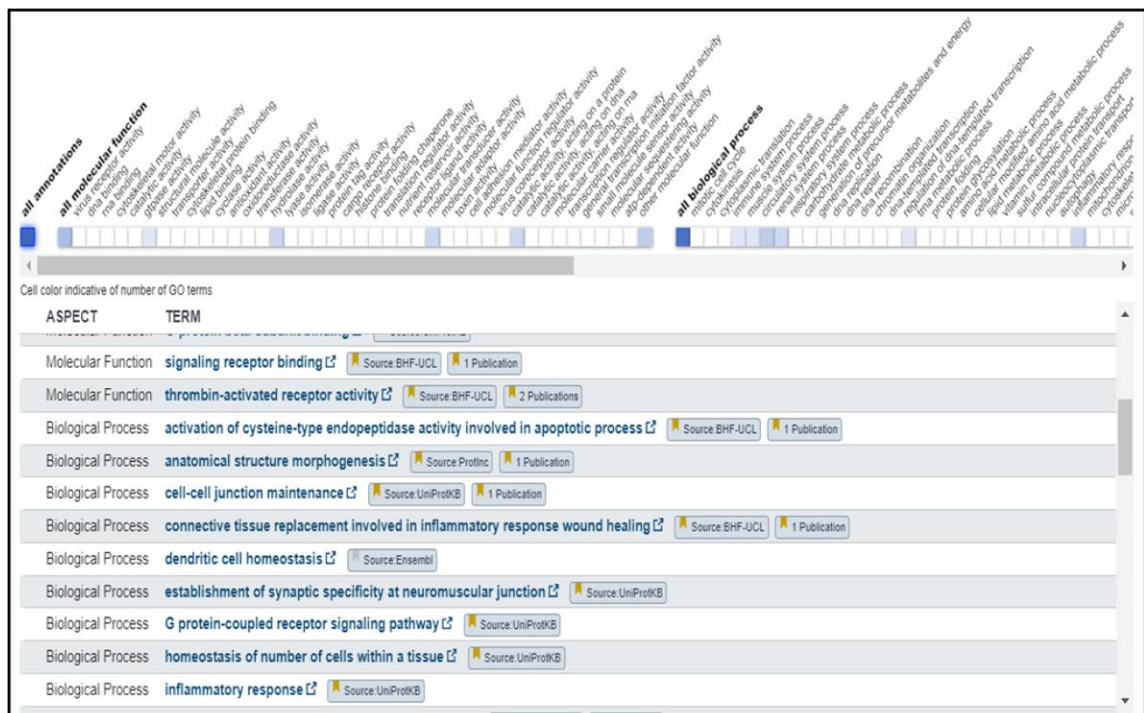 all annotations
all molecular function
virus receptor activity
dna binding
rna binding
cytoskeletal motor activity
catalytic activity
gtpase activity
structural molecule activity
transporter activity
cytoskeletal protein binding
lipid binding
cyclase activity
antioxidant activity
oxidoreductase activity
transferase activity
hydrolase activity
lyase activity
isomerase activity
ligase activity
protein tag activity
cargo receptor activity
histone binding
protein folding chaperone
translation regulator activity
nutrient reservoir activity
receptor ligand activity
molecular transducer activity
molecular adaptor activity
toxin activity
cell adhesion mediator activity
molecular function regulator activity
virus coreceptor activity
catalytic activity, acting on a protein
catalytic activity, acting on dna
catalytic activity, acting on rna
molecular carrier activity
transcription regulator activity
general transcription initiation factor activity
small molecule sensor activity
molecular sequestering activity
atp-dependent activity
other molecular function
all biological process
mitotic cell cycle
cytokinesis
cytoplasmic translation
immune system process
muscle system process
circulatory system process
renal system process
respiratory system process
carbohydrate metabolic process
generation of precursor metabolites and energy
dna replication
dna repair
dna recombination
chromatin organization
dna-templated transcription
regulation of dna-templated transcription
trna metabolic process
protein folding
protein glycosylation
amino acid metabolic process
cellular modified amino acid metabolic process
lipid metabolic process
vitamin metabolic process
sulfur compound metabolic process
intracellular protein transport
nucleocytoplasmic transport
autophagy
inflammatory respo
mitochondrion
cytoskelet
micr
Cell color indicative of number of GO terms
ASPECT TERM
Molecular Function G protein beta-subunit binding Source:UniProtKB
Molecular Function signaling receptor binding Source:BHF-UCL 1 Publication
Molecular Function thrombin-activated receptor activity Source:BHF-UCL 2 Publications
Biological Process activation of cysteine-type endopeptidase activity involved in apoptotic process Source:BHF-UCL 1 Publication
Biological Process anatomical structure morphogenesis Source:ProtInc 1 Publication
Biological Process cell-cell junction maintenance Source:UniProtKB 1 Publication
Biological Process connective tissue replacement involved in inflammatory response wound healing Source:BHF-UCL 1 Publication
Biological Process dendritic cell homeostasis Source:Ensembl
Biological Process establishment of synaptic specificity at neuromuscular junction Source:UniProtKB
Biological Process G protein-coupled receptor signaling pathway Source:UniProtKB
Biological Process homeostasis of number of cells within a tissue Source:UniProtKB
Biological Process inflammatory response Source:UniProtKB